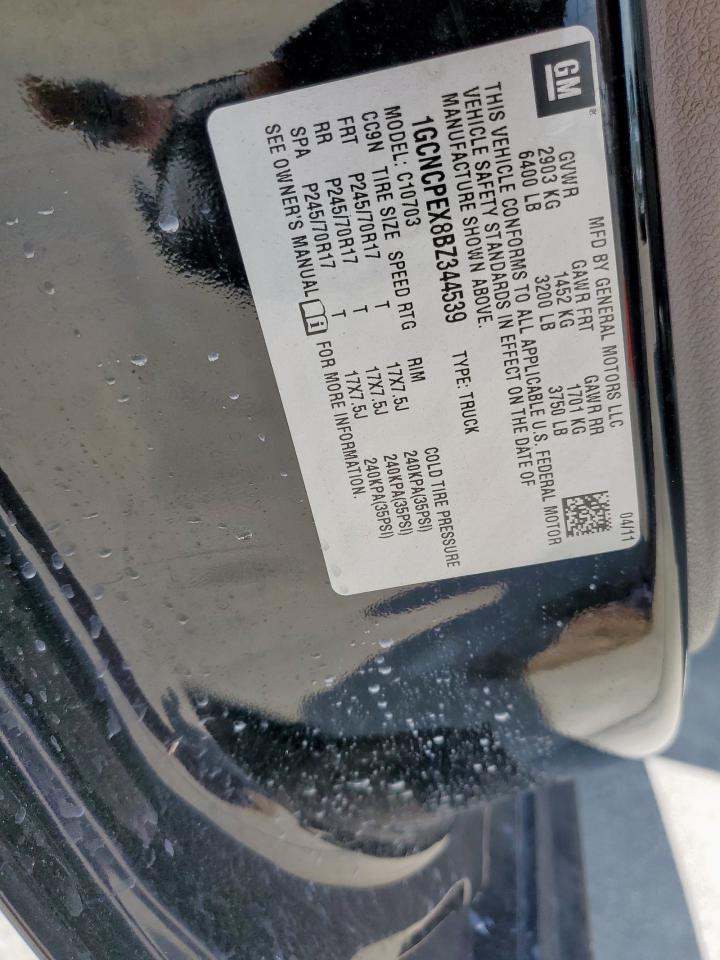 GM
MFD BY GENERAL MOTORS LLC 04/11
GVWR GAWR FRT GAWR RR
2903 KG 1452 KG 1701 KG
6400 LB 3200 LB 3750 LB
THIS VEHICLE CONFORMS TO ALL APPLICABLE U.S. FEDERAL MOTOR
VEHICLE SAFETY STANDARDS IN EFFECT ON THE DATE OF
MANUFACTURE SHOWN ABOVE.
1GCNCPEX8BZ344539 TYPE: TRUCK
MODEL: C10703
CC9N TIRE SIZE SPEED RTG RIM COLD TIRE PRESSURE
FRT P245/70R17 T 17X7.5J 240KPA(35PSI)
RR P245/70R17 T 17X7.5J 240KPA(35PSI)
SPA P245/70R17 T 17X7.5J 240KPA(35PSI)
SEE OWNER'S MANUAL FOR MORE INFORMATION.